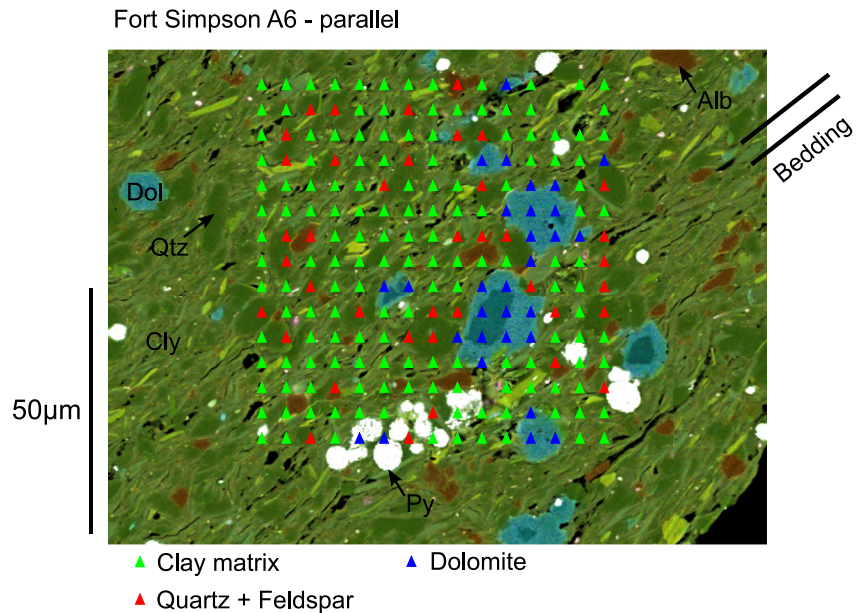 Fort Simpson A6 - parallel
Alb
Bedding
Dol
Qtz
Cly
50µm
Py
Clay matrix
Dolomite
Quartz + Feldspar